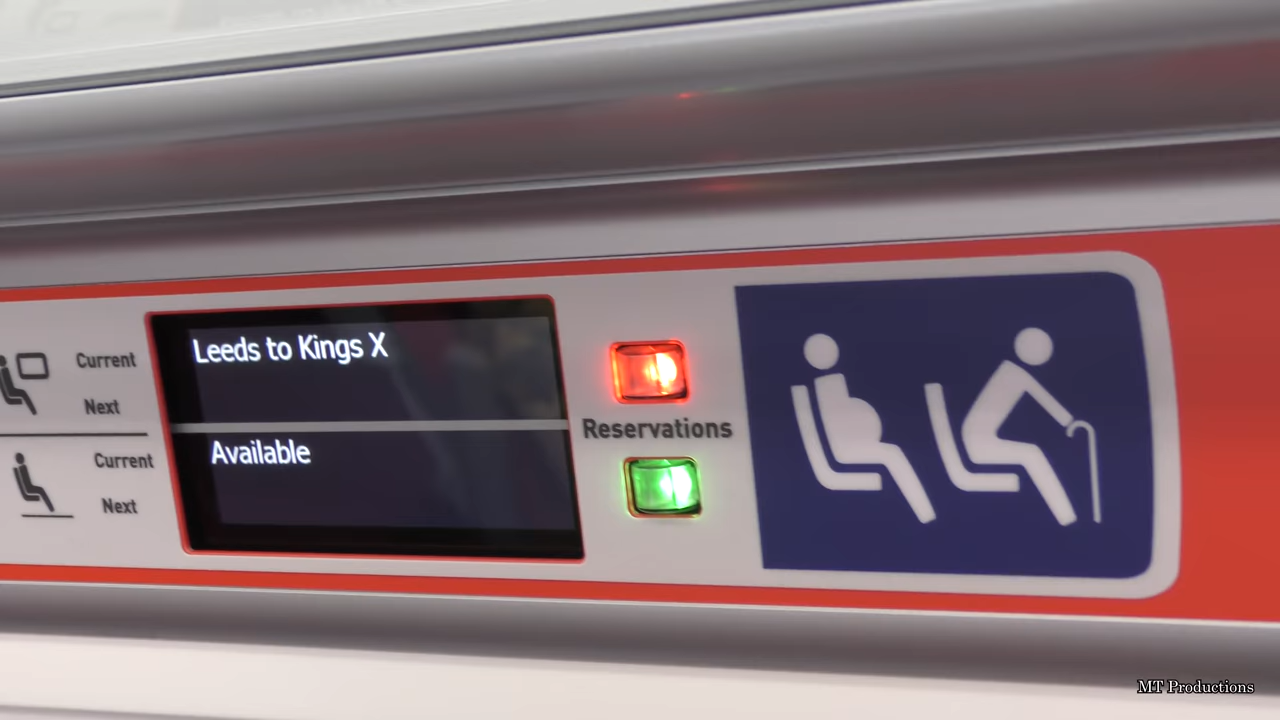 Current
Next
Current
Next
Leeds to Kings X
Available
Reservations
MT Productions